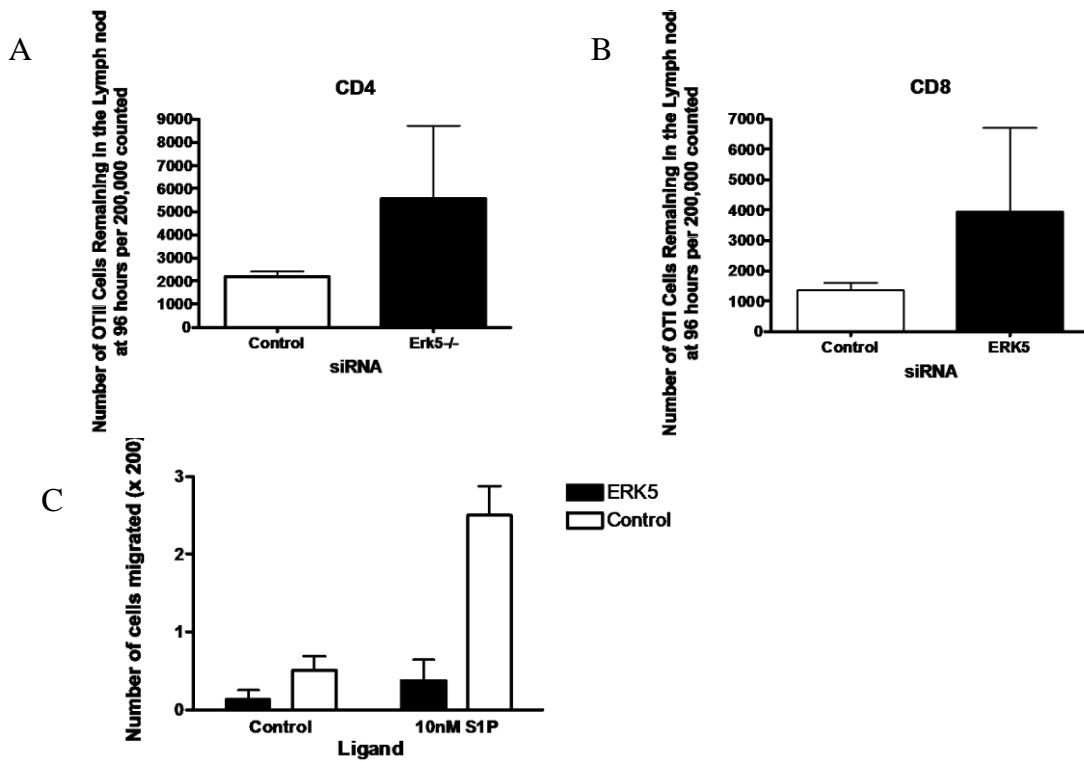 A
Number of OTII Cells Remaining in the Lymph nod
at 96 hours per 200,000 counted
CD4
9000
8000
7000
6000
5000
4000
3000
2000
1000
0
Control
Erk5-/-
siRNA
B
Number of OTI Cells Remaining in the Lymph nod
at 96 hours per 200,000 counted
CD8
7000
6000
5000
4000
3000
2000
1000
0
Control
ERK5
siRNA
C
Number of cells migrated (x 200)
3
2
1
0
Control
10nM S1P
Ligand
ERK5
Control